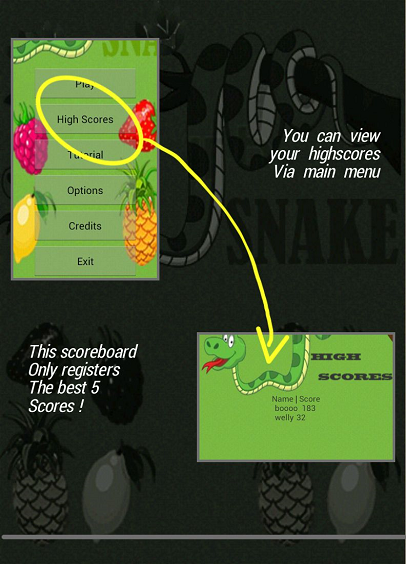 SNA
Play
High Scores
Tutorial
Options
Credits
Exit
You can view
your highscores
Via main menu
SNAKE
This scoreboard
Only registers
The best 5
Scores !
HIGH
SCORES
Name | Score
boooo 183
welly 32